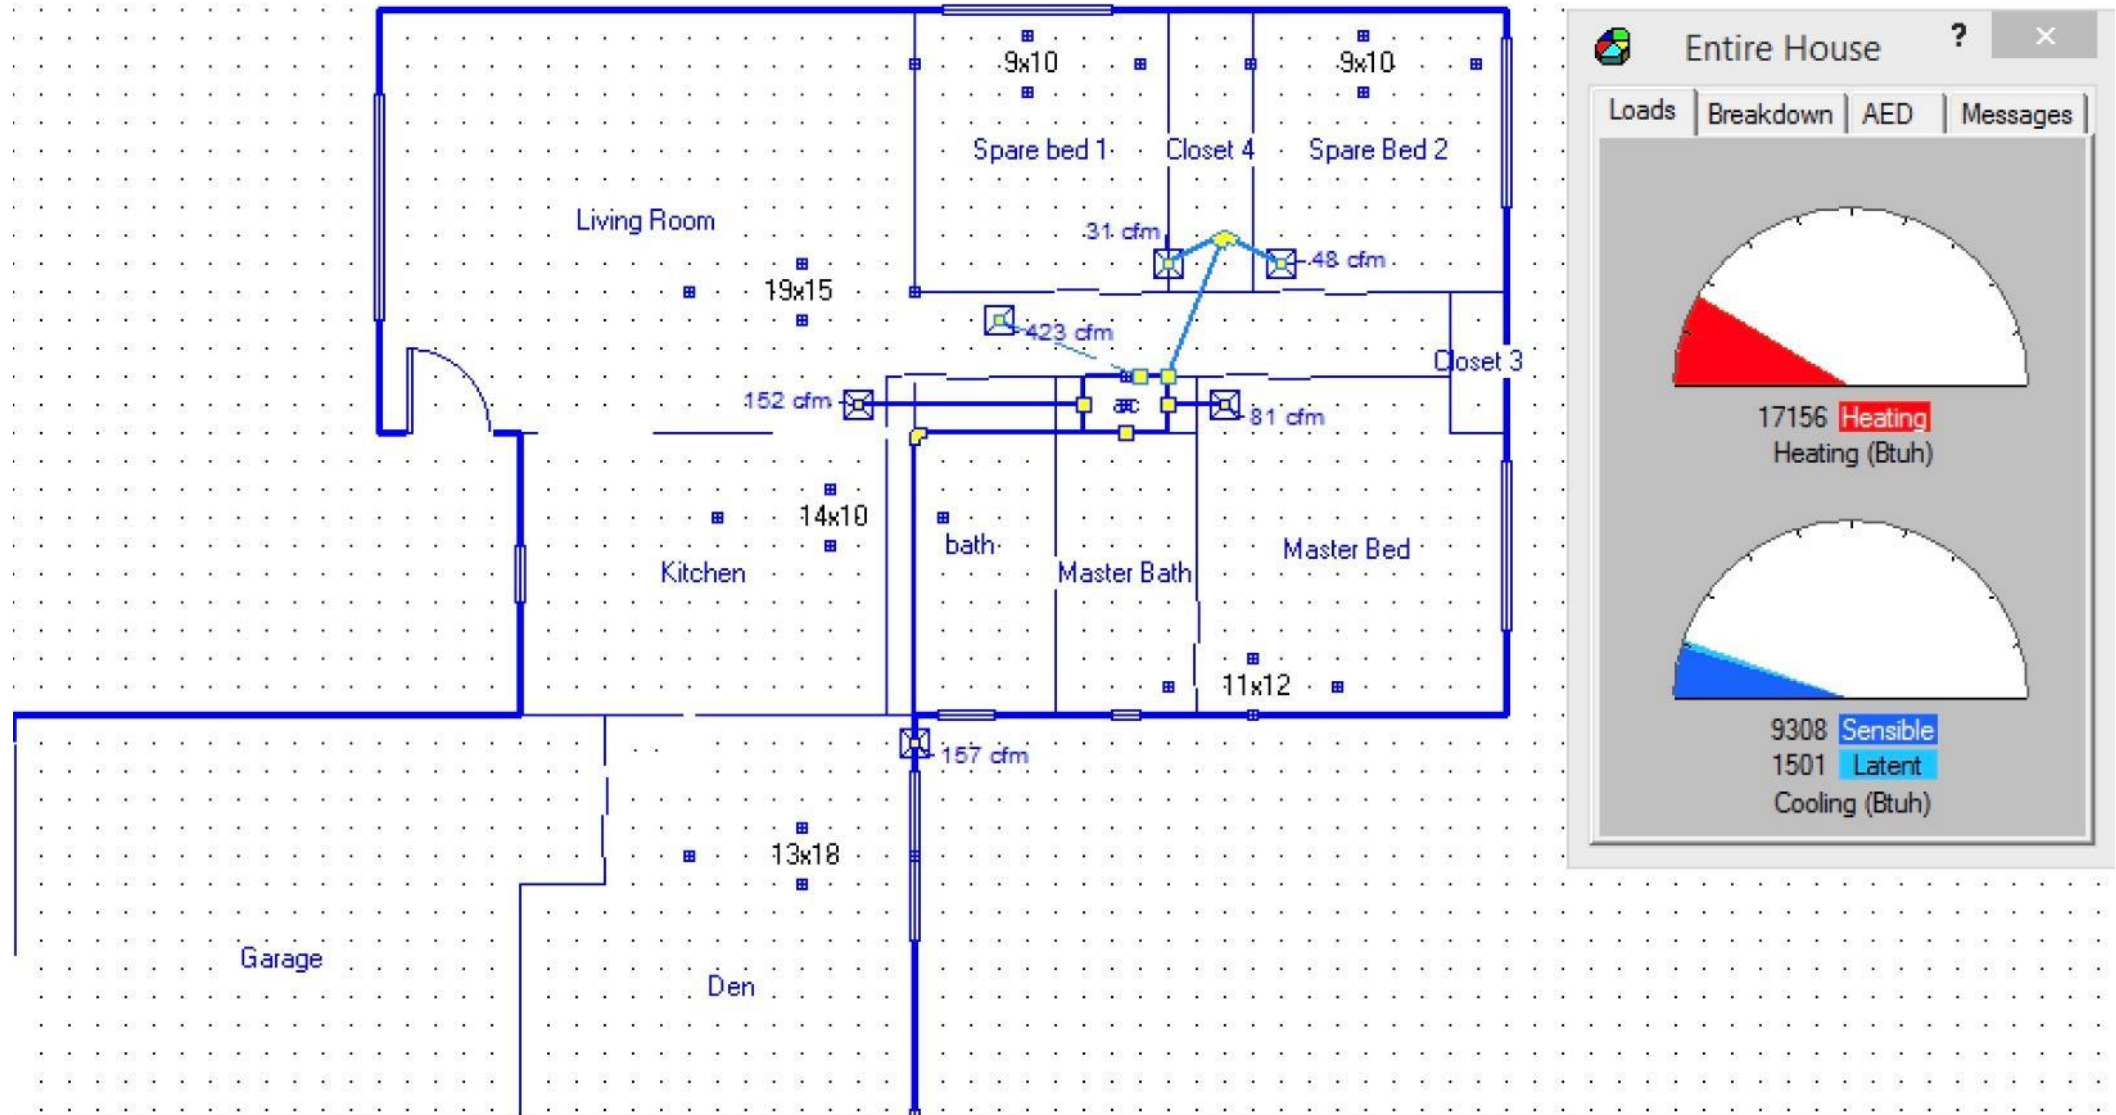 9x10
9x10
Spare bed 1
Closet 4
Spare Bed 2
Living Room
31 cfm
48 cfm
19x15
423 cfm
Closet 3
152 cfm
81 cfm
14x10
bath
Master Bed
Kitchen
Master Bath
11x12
157 cfm
13x18
Garage
Den
Entire House
?
Loads
Breakdown
AED
Messages
17156 Heating
Heating (Btuh)
9308 Sensible
1501 Latent
Cooling (Btuh)